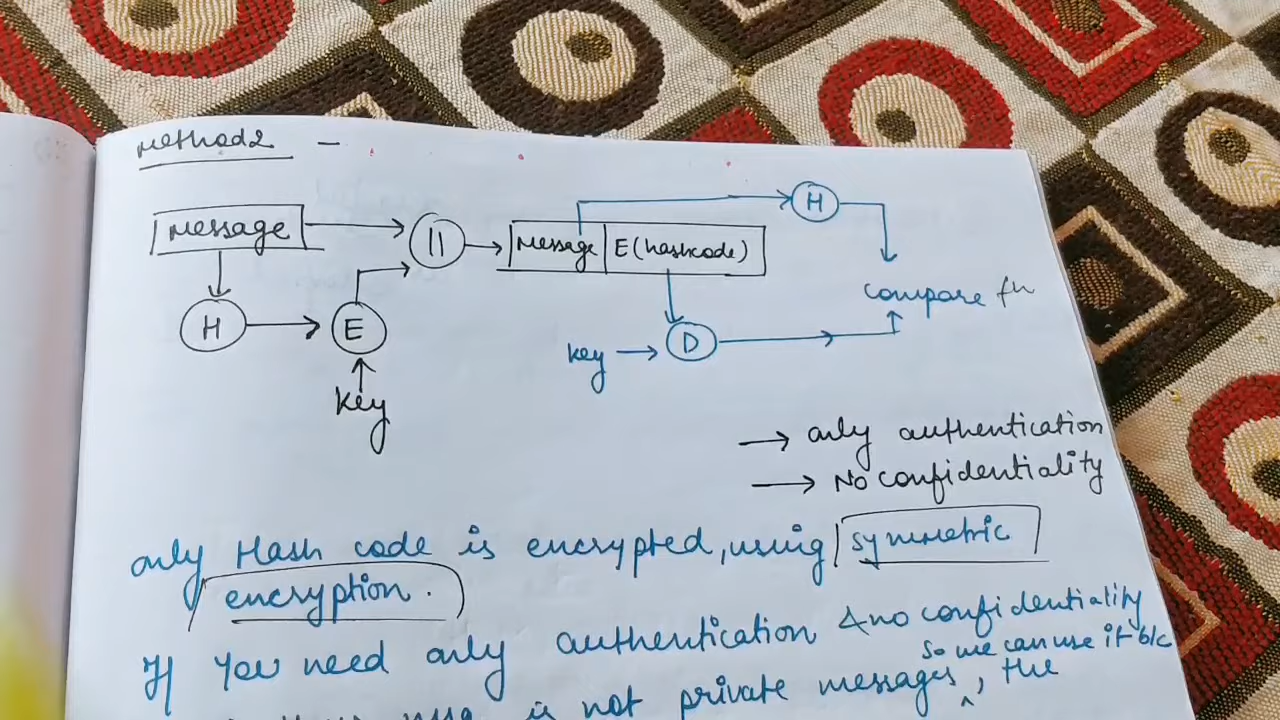 Method2 -
Message
||
Message E(hashcode)
H
compare fn
H
E
key
D
key
→ only authentication
→ No confidentiality
only Hash code is encrypted, using symmetric
encryption.
If You need only authentication & no confidentiality
so we can use it b/c
is not private messages, the